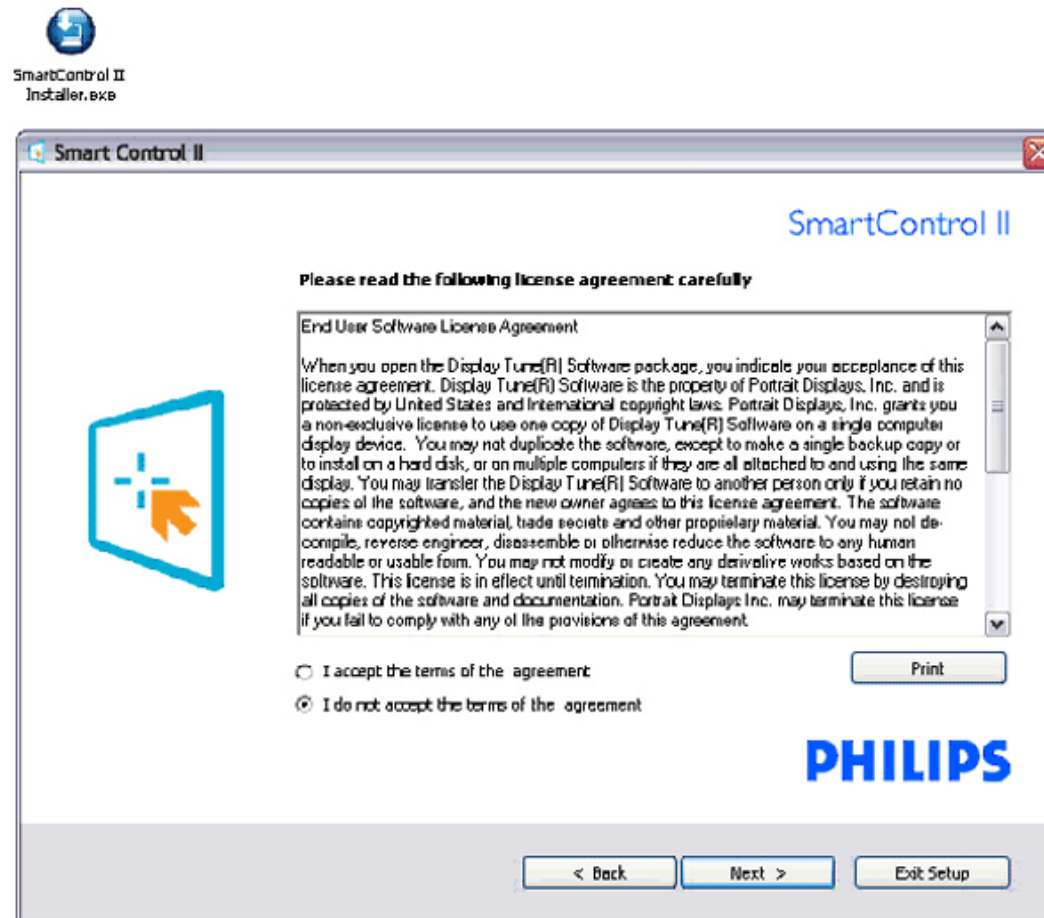 SmartControl II
Installer.exe
Smart Control II
SmartControl II
Please read the following license agreement carefully
End User Software License Agreement
When you open the Display Tune(R) Software package, you indicate your acceptance of this
license agreement. Display Tune(R) Software is the property of Portrait Displays, Inc. and is
protected by United States and International copyright laws. Portrait Displays, Inc. grants you
a non-exclusive license to use one copy of Display Tune(R) Software on a single computer
display device. You may not duplicate the software, except to make a single backup copy or
to install on a hard disk, or on multiple computers if they are all attached to and using the same
display. You may transfer the Display Tune(R) Software to another person only if you retain no
copies of the software, and the new owner agrees to this license agreement. The software
contains copyrighted material, trade secrets and other proprietary material. You may not de-
compile, reverse engineer, disassemble or otherwise reduce the software to any human
readable or usable form. You may not modify or create any derivative works based on the
software. This license is in effect until termination. You may terminate this license by destroying
all copies of the software and documentation. Portrait Displays Inc. may terminate this license
if you fail to comply with any of the provisions of this agreement.
I accept the terms of the agreement
Print
I do not accept the terms of the agreement
PHILIPS
< Back
Next >
Exit Setup